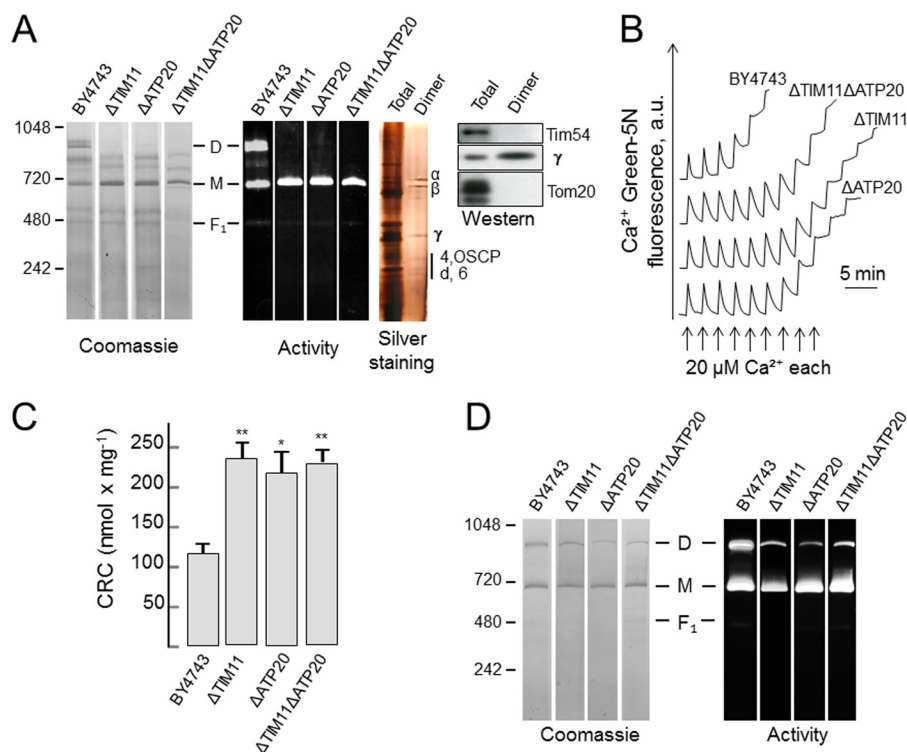 A
BY4743
ΔTIM11
ΔATP20
ΔTIM11ΔATP20
BY4743
ΔTIM11
ΔATP20
ΔTIM11ΔATP20
Total
Dimer
1048
720
480
242
D
M
F₁
α
β
γ
4,OSCP
d, 6
Coomassie
Activity
Silver
staining
Total
Dimer
Tim54
γ
Tom20
Western
B
Ca²⁺ Green-5N
fluorescence, a.u.
BY4743
ΔTIM11ΔATP20
ΔTIM11
ΔATP20
5 min
20 μM Ca²⁺ each
C
CRC (nmol x mg⁻¹)
250
200
150
100
50
**
*
**
BY4743
ΔTIM11
ΔATP20
ΔTIM11ΔATP20
D
BY4743
ΔTIM11
ΔATP20
ΔTIM11ΔATP20
BY4743
ΔTIM11
ΔATP20
ΔTIM11ΔATP20
1048
720
480
242
D
M
F₁
Coomassie
Activity